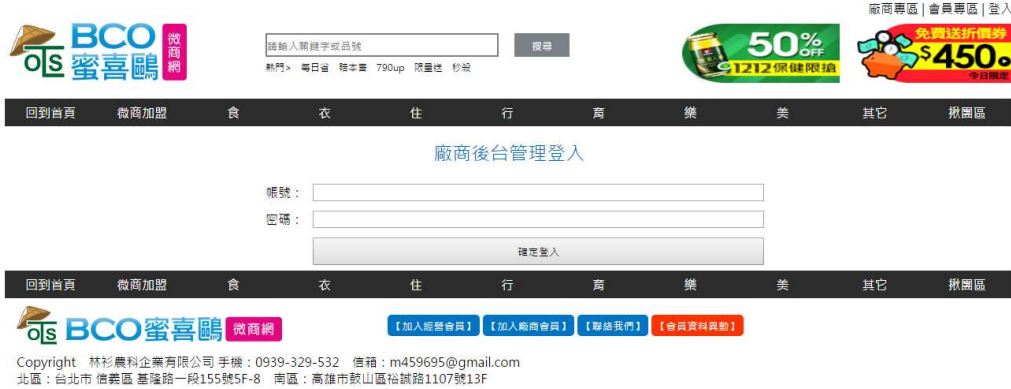 廠商專區 | 會員專區 | 登入
BCO
蜜喜鷗
微商網
請輸入關鍵字或品號
搜尋
熱門> 每日省 賠本賣 790up 限量送 秒殺
50% OFF
1212保健限搶
免費送折價券
$450
今日限定
回到首頁 微商加盟 食 衣 住 行 育 樂 美 其它 揪團區
廠商後台管理登入
帳號：
密碼：
確定登入
回到首頁 微商加盟 食 衣 住 行 育 樂 美 其它 揪團區
BCO蜜喜鷗 微商網
【加入經營會員】 【加入廠商會員】 【聯絡我們】 【會員資料異動】
Copyright 林衫農科企業有限公司 手機：0939-329-532 信箱：m459695@gmail.com
北區：台北市 信義區 基隆路一段155號5F-8 南區：高雄市鼓山區裕誠路1107號13F